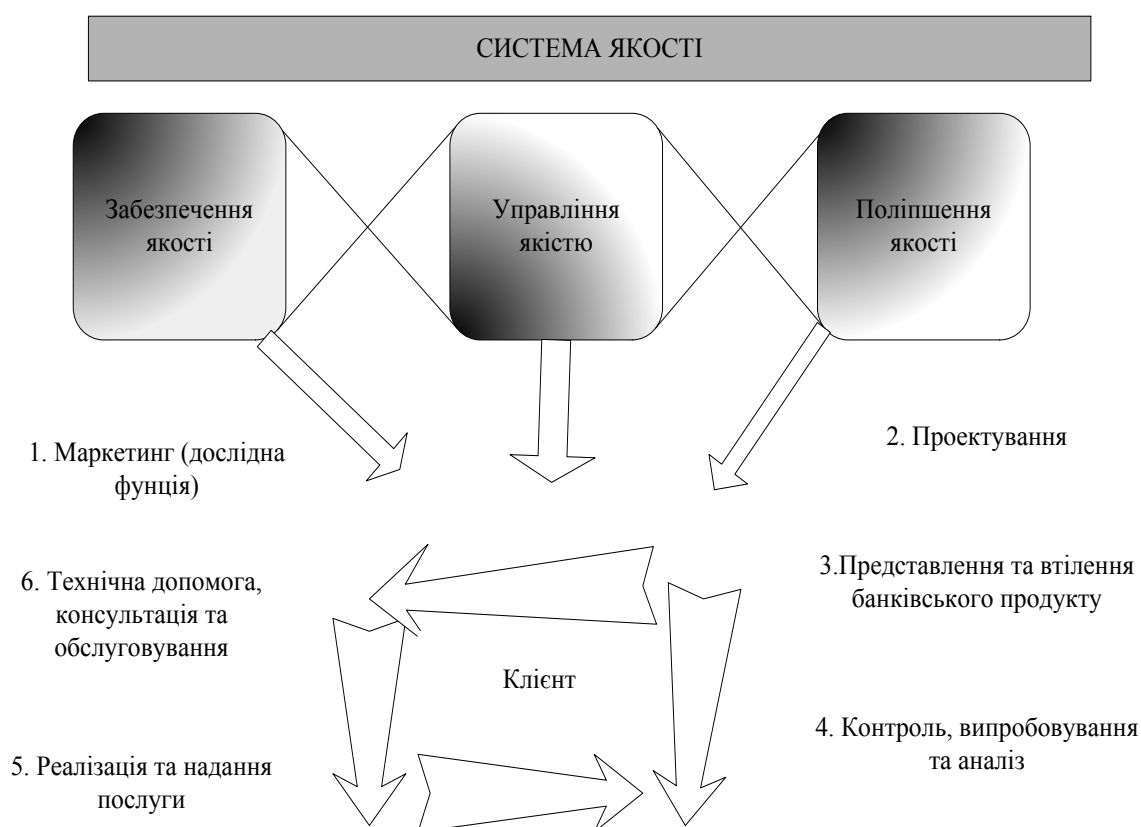 СИСТЕМА ЯКОСТІ
Забезпечення
якості
Управління
якістю
Поліпшення
якості
1. Маркетинг (дослідна
фунція)
2. Проектування
6. Технічна допомога,
консультація та
обслуговування
3.Представлення та втілення
банківського продукту
Клієнт
5. Реалізація та надання
послуги
4. Контроль, випробовування
та аналіз